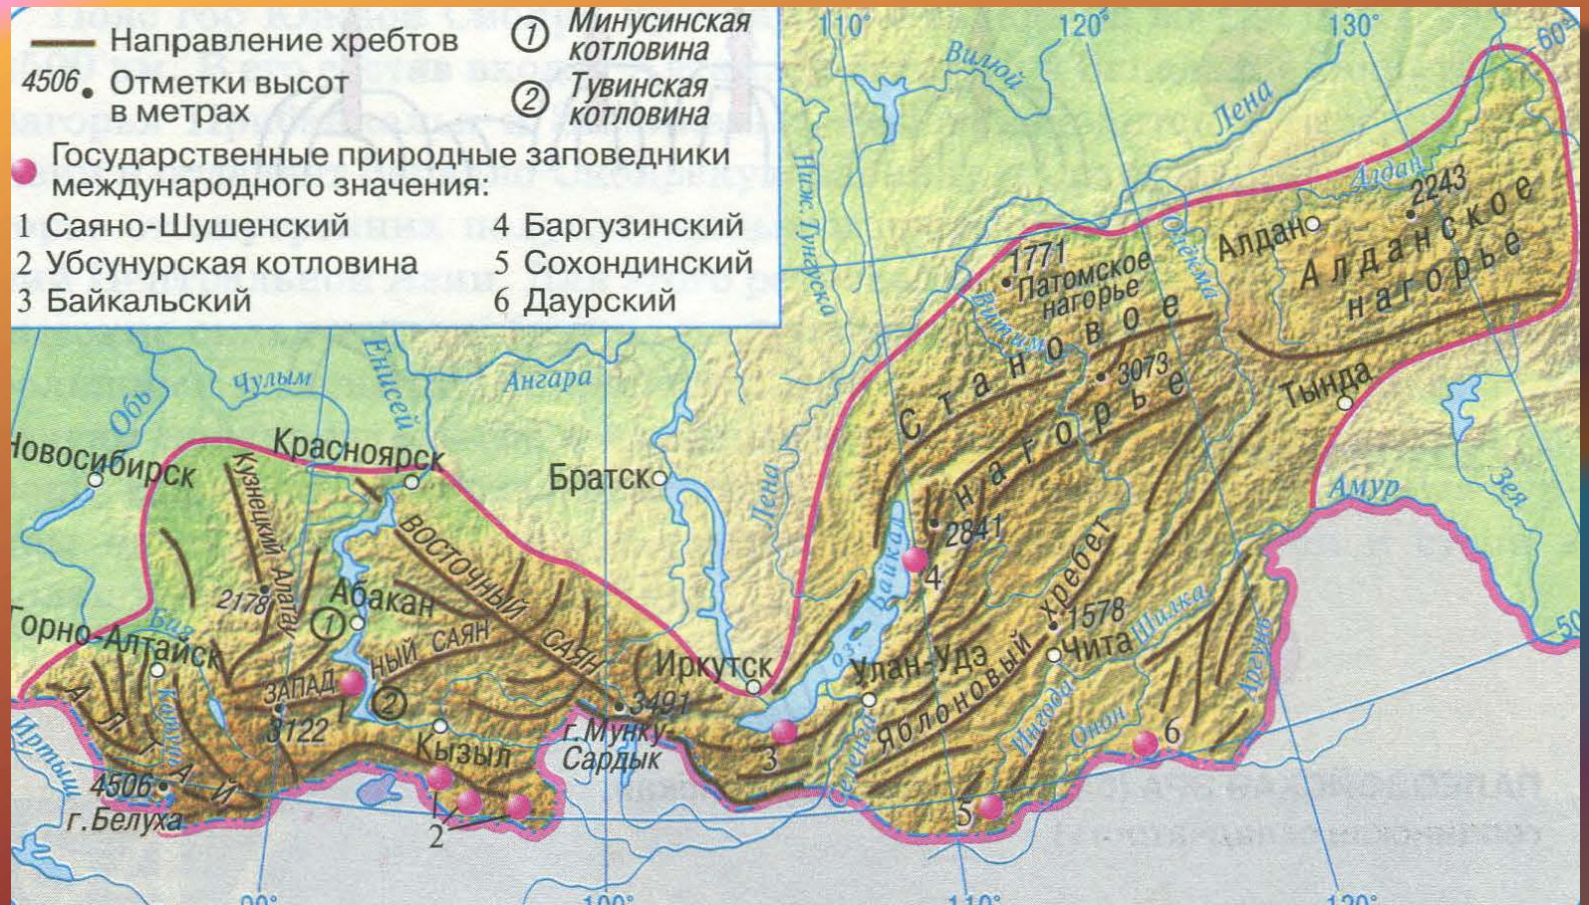 Направление хребтов
4506. Отметки высот
в метрах
1 Минусинская
котловина
2 Тувинская
котловина
Государственные природные заповедники
международного значения:
1 Саяно-Шушенский
2 Убсунурская котловина
3 Байкальский
4 Баргузинский
5 Сохондинский
6 Даурский
110°
120°
130°
60°
Вилюй
Лена
Ниж. Тунгуска
Алдан
2243
Алдан
Алданское
нагорье
Олёкма
1771
Патомское
нагорье
Витим
Становое
нагорье
3073
Тында
Зея
Амур
Енисей
Чулым
Обь
Ангара
Новосибирск
Красноярск
Братск
Лена
Кузнецкий Алатау
2178
Абакан
1
ВОСТОЧНЫЙ САЯН
ЗАПАДНЫЙ САЯН
Горно-Алтайск
Бия
Катунь
АЛТАЙ
Иртыш
4506
г.Белуха
3122
2
Кызыл
1
2
3491
г.Мунку-
Сардык
Иркутск
оз. Байкал
2841
4
3
Улан-Удэ
Селенга
Яблоновый хребет
1578
Чита
Шилка
Ингода
Онон
Аргунь
5
6
50
90°
100°
110°
120°